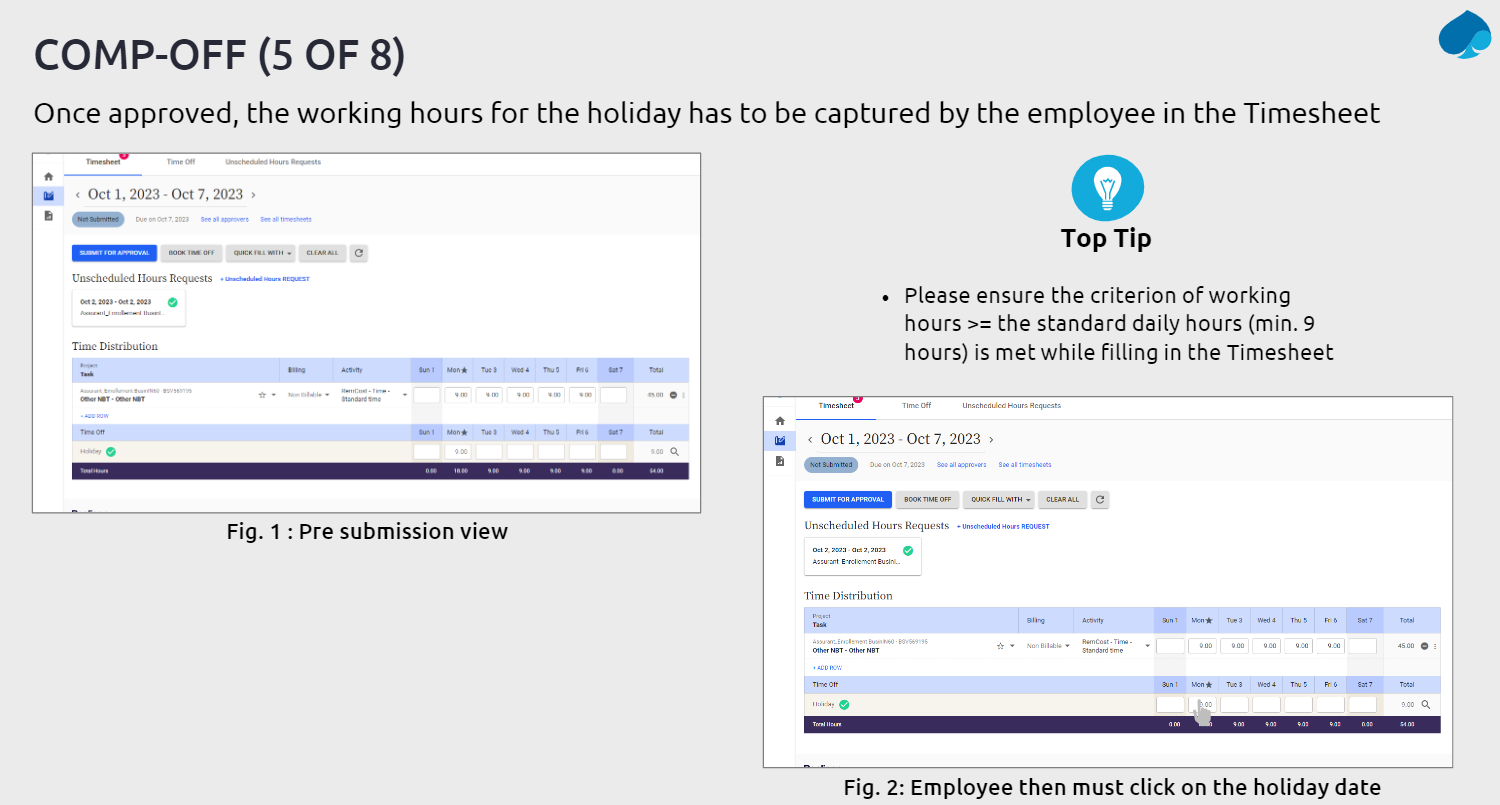 COMP-OFF (5 OF 8)
Once approved, the working hours for the holiday has to be captured by the employee in the Timesheet
Timesheet Time Off Unscheduled Hours Requests
Oct 1, 2023 - Oct 7, 2023
Not Submitted Due on Oct 7, 2023 See all approvers See all timesheets
SUBMIT FOR APPROVAL BOOK TIME OFF QUICK FILL WITH CLEAR ALL
Unscheduled Hours Requests + Unscheduled Hours REQUEST
Oct 2, 2023 - Oct 2, 2023
Assurant_Enrollement Busini...
Time Distribution
Project
Task Billing Activity Sun 1 Mon Tue 3 Wed 4 Thu 5 Fri 6 Sat 7 Total
Assurant_Enrollement BusiniN60 - BSV569195
Other NBT - Other NBT Non Billable RemCost - Time - Standard time 9.00 9.00 9.00 9.00 9.00 45.00
+ ADD ROW
Time Off Sun 1 Mon Tue 3 Wed 4 Thu 5 Fri 6 Sat 7 Total
Holiday 9.00 9.00
Total Hours 0.00 18.00 9.00 9.00 9.00 9.00 0.00 54.00
Fig. 1 : Pre submission view
Top Tip
• Please ensure the criterion of working
hours >= the standard daily hours (min. 9
hours) is met while filling in the Timesheet
Timesheet Time Off Unscheduled Hours Requests
Oct 1, 2023 - Oct 7, 2023
Not Submitted Due on Oct 7, 2023 See all approvers See all timesheets
SUBMIT FOR APPROVAL BOOK TIME OFF QUICK FILL WITH CLEAR ALL
Unscheduled Hours Requests + Unscheduled Hours REQUEST
Oct 2, 2023 - Oct 2, 2023
Assurant_Enrollement Busini...
Time Distribution
Project
Task Billing Activity Sun 1 Mon Tue 3 Wed 4 Thu 5 Fri 6 Sat 7 Total
Assurant_Enrollement BusiniN60 - BSV569195
Other NBT - Other NBT Non Billable RemCost - Time - Standard time 9.00 9.00 9.00 9.00 9.00 45.00
+ ADD ROW
Time Off Sun 1 Mon Tue 3 Wed 4 Thu 5 Fri 6 Sat 7 Total
Holiday 9.00 9.00
Total Hours 0.00 9.00 9.00 9.00 9.00 0.00 54.00
Fig. 2: Employee then must click on the holiday date